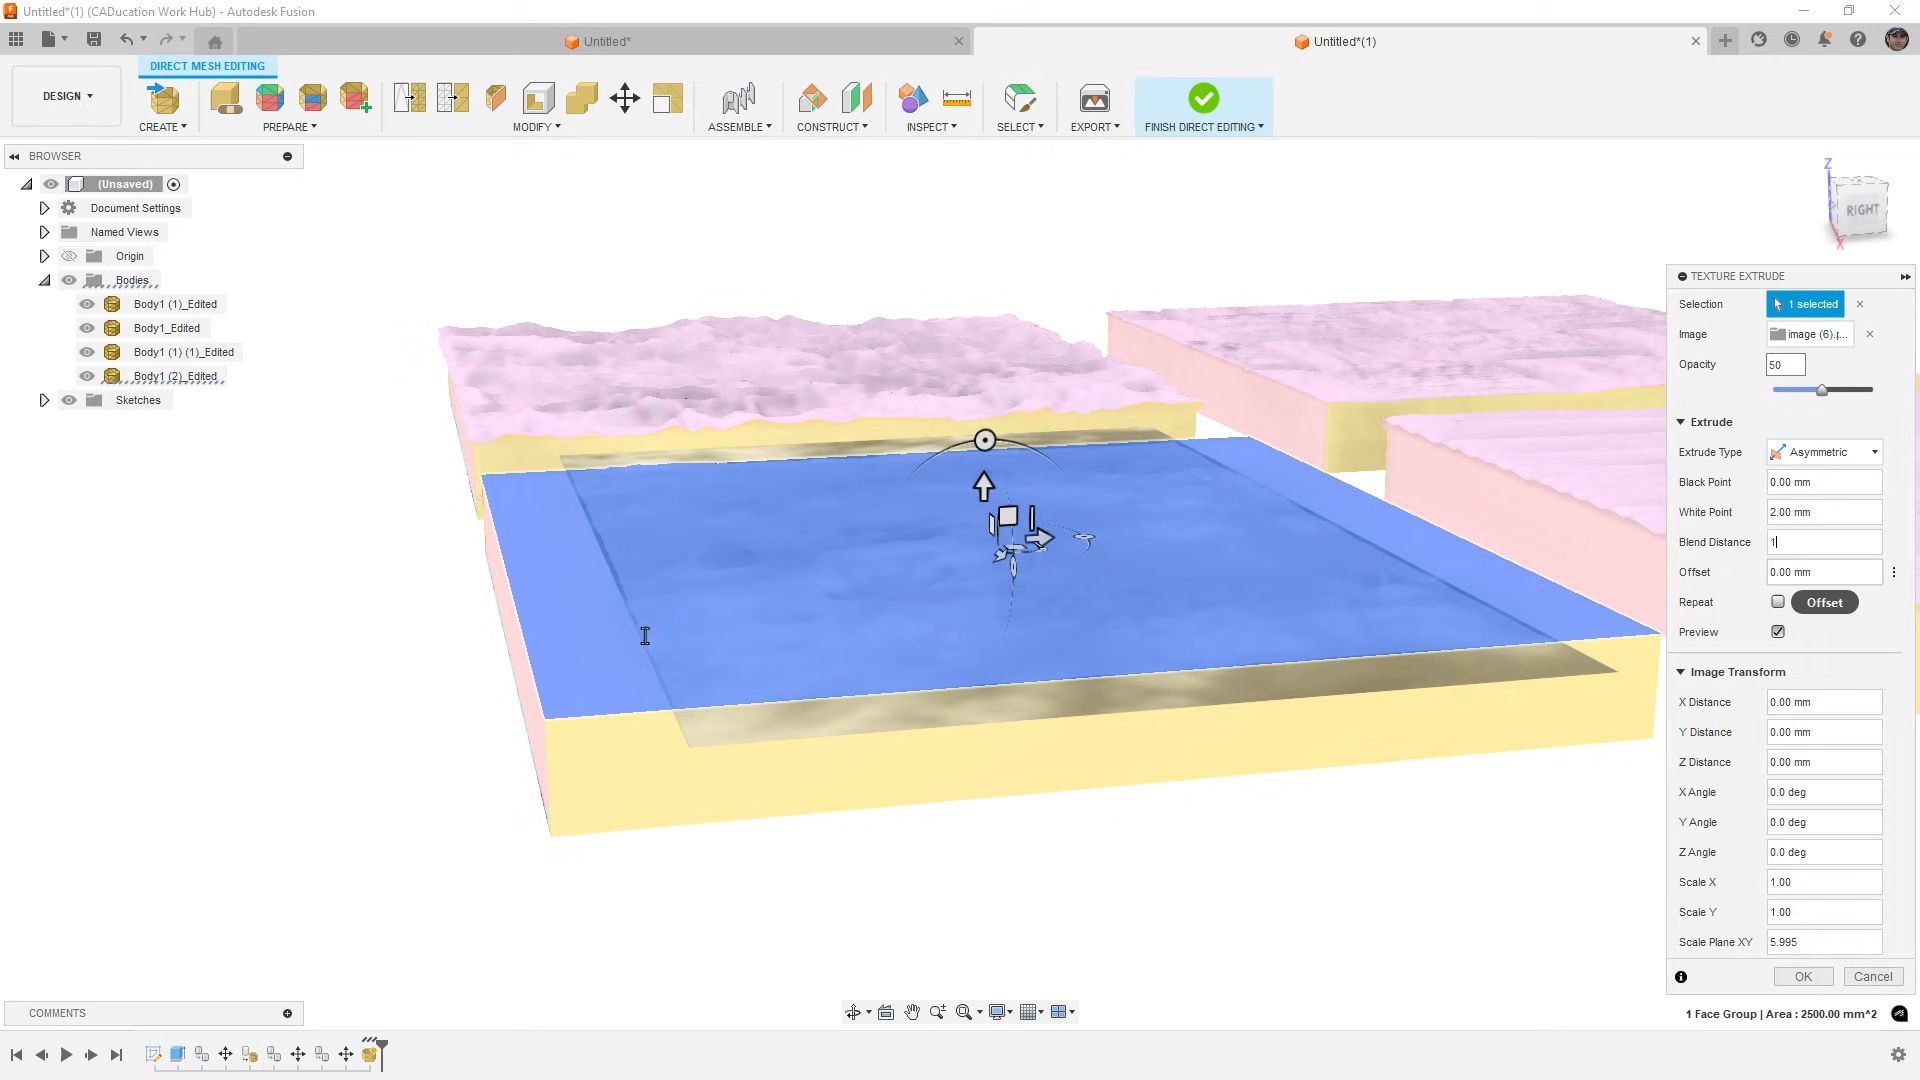 Untitled*(1) (CADucation Work Hub) - Autodesk Fusion
Untitled*
Untitled*(1)
DIRECT MESH EDITING
DESIGN
CREATE
PREPARE
MODIFY
ASSEMBLE
CONSTRUCT
INSPECT
SELECT
EXPORT
FINISH DIRECT EDITING
BROWSER
(Unsaved)
Document Settings
Named Views
Origin
Bodies
Body1 (1)_Edited
Body1_Edited
Body1 (1) (1)_Edited
Body1 (2)_Edited
Sketches
Z
RIGHT
X
TEXTURE EXTRUDE
Selection 1 selected
Image image (6).p...
Opacity 50
Extrude
Extrude Type Asymmetric
Black Point 0.00 mm
White Point 2.00 mm
Blend Distance 1
Offset 0.00 mm
Repeat Offset
Preview
Image Transform
X Distance 0.00 mm
Y Distance 0.00 mm
Z Distance 0.00 mm
X Angle 0.0 deg
Y Angle 0.0 deg
Z Angle 0.0 deg
Scale X 1.00
Scale Y 1.00
Scale Plane XY 5.995
OK Cancel
COMMENTS
1 Face Group | Area : 2500.00 mm^2